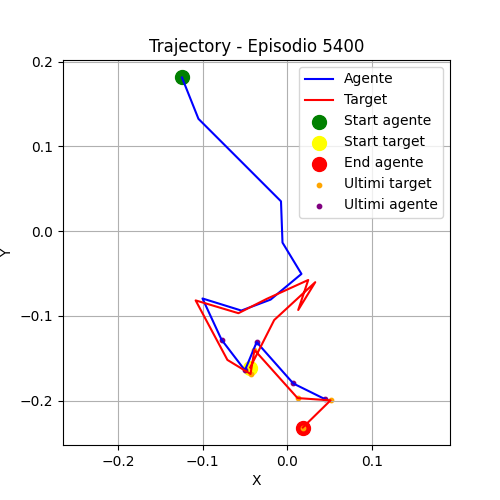 Trajectory - Episodio 5400
Agente
Target
Start agente
Start target
End agente
Ultimi target
Ultimi agente
0.2
0.1
0.0
−0.1
−0.2
Y
−0.2
−0.1
0.0
0.1
X